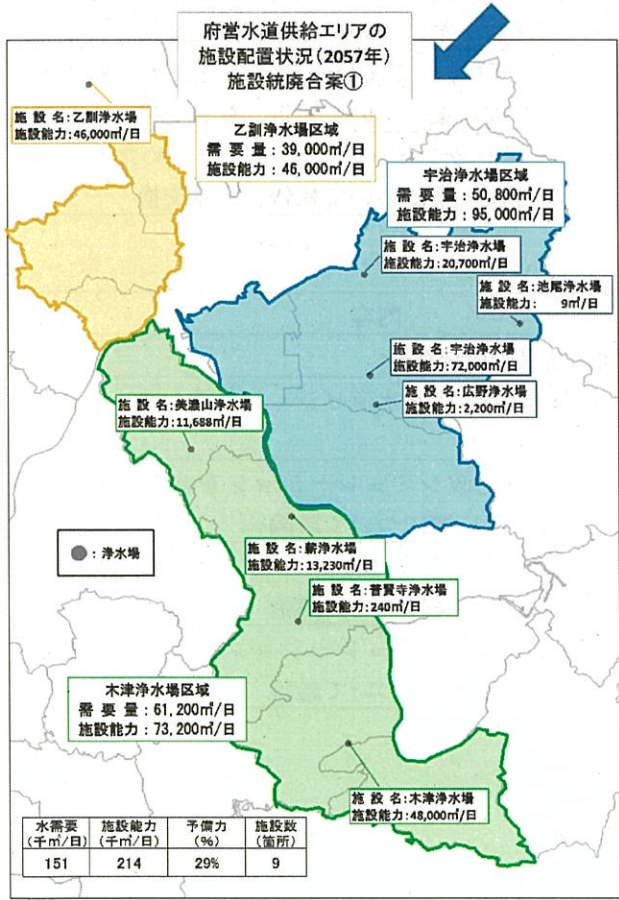 府営水道供給エリアの
施設配置状況(2057年)
施設統廃合案①
施設名:乙訓浄水場
施設能力:46,000㎥/日
乙訓浄水場区域
需要量:39,000㎥/日
施設能力:46,000㎥/日
宇治浄水場区域
需要量:50,800㎥/日
施設能力:95,000㎥/日
施設名:宇治浄水場
施設能力:20,700㎥/日
施設名:池尾浄水場
施設能力: 9㎥/日
施設名:宇治浄水場
施設能力:72,000㎥/日
施設名:広野浄水場
施設能力:2,200㎥/日
施設名:美濃山浄水場
施設能力:11,688㎥/日
●:浄水場
施設名:薪浄水場
施設能力:13,230㎥/日
施設名:普賢寺浄水場
施設能力:240㎥/日
木津浄水場区域
需要量:61,200㎥/日
施設能力:73,200㎥/日
施設名:木津浄水場
施設能力:48,000㎥/日
水需要 施設能力 予備力 施設数
(千㎥/日) (千㎥/日) (%) (箇所)
151 214 29% 9